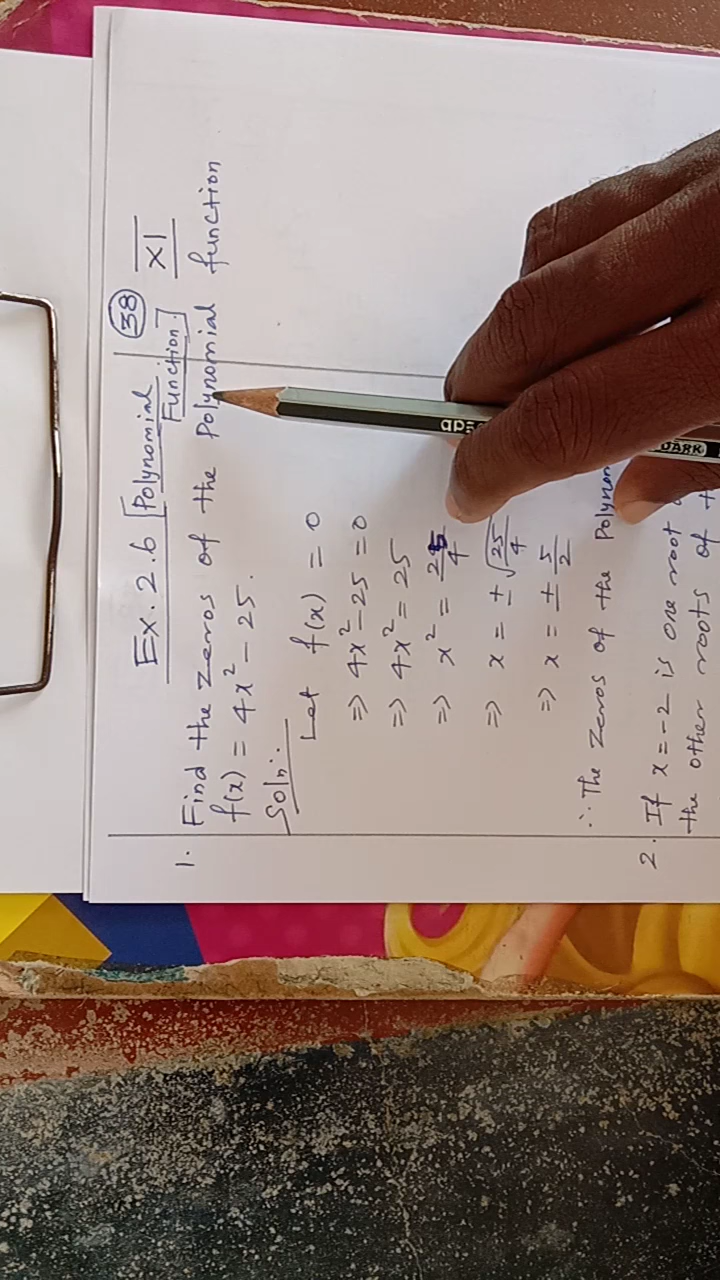 Ex. 2.6 [Polynomial Function.] (38) XI
1. Find the zeros of the Polynomial function
f(x) = 4x² - 25.
Soln:
Let f(x) = 0
=> 4x² - 25 = 0
=> 4x² = 25
=> x² = 25/4
=> x = ± √25/4
=> x = ± 5/2
∴ The zeros of the
2. If x = -2 is one root
the other roots of
DARK